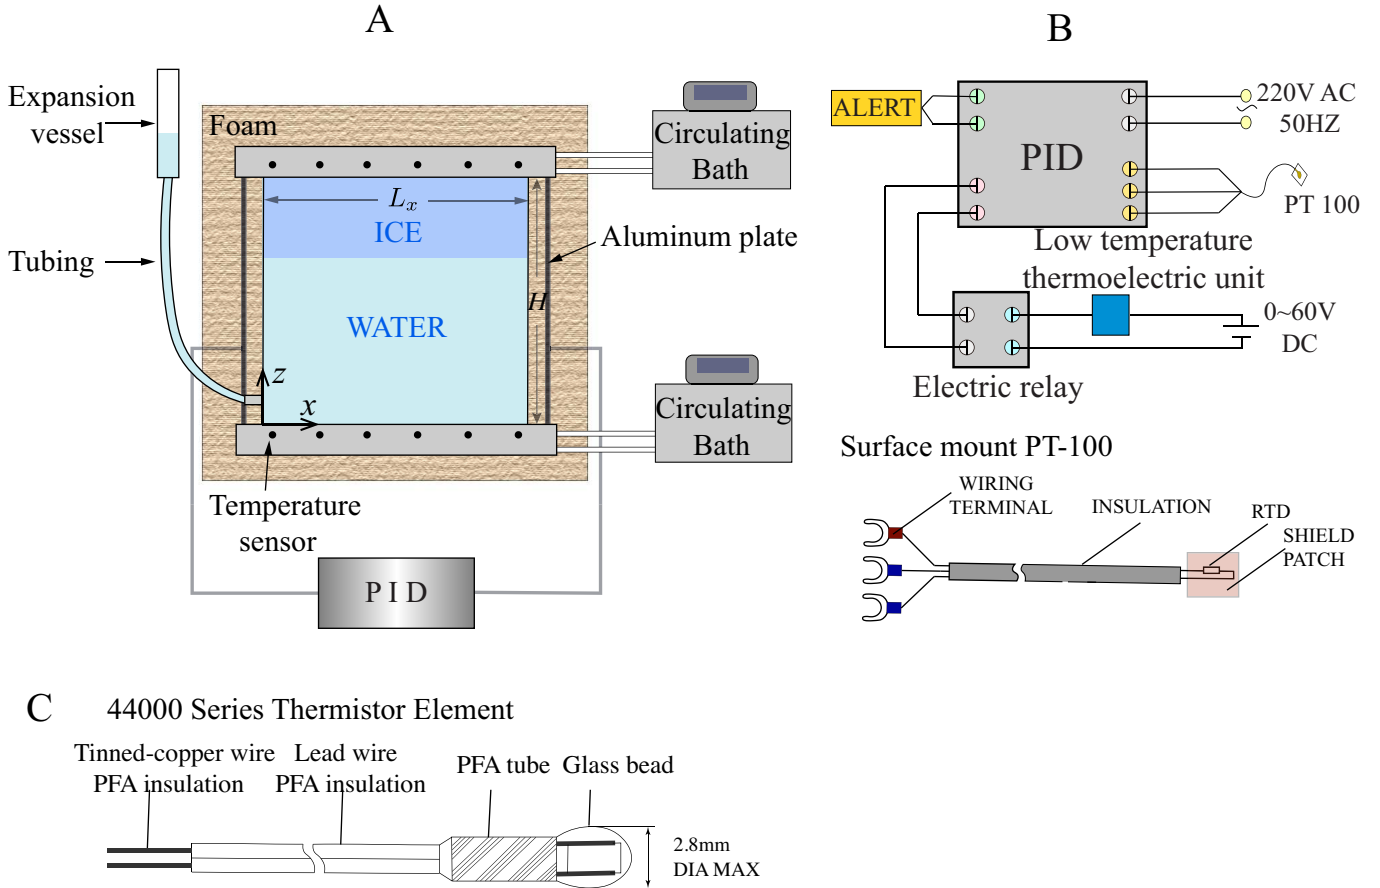 A
Expansion
vessel
Foam
Circulating
Bath
Lx
ICE
Aluminum plate
Tubing
H
WATER
z
x
Circulating
Bath
Temperature
sensor
PID
B
ALERT
PID
220V AC
50HZ
PT 100
Low temperature
thermoelectric unit
0~60V
DC
Electric relay
Surface mount PT-100
WIRING
TERMINAL
INSULATION
RTD
SHIELD
PATCH
C
44000 Series Thermistor Element
Tinned-copper wire
PFA insulation
Lead wire
PFA insulation
PFA tube
Glass bead
2.8mm
DIA MAX